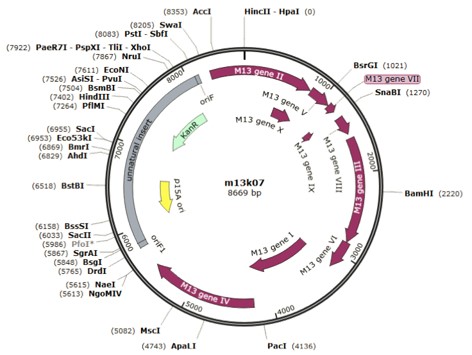 (8353) AccI
HincII - HpaI (0)
(8205) SwaI
(8083) PstI - SbfI
(7922) PaeR7I - PspXI - TliI - XhoI
(7867) NruI
(7611) EcoNI
(7526) AsiSI - PvuI
(7504) BsmBI
(7402) HindIII
(7264) PflMI
(6955) SacI
(6953) Eco53kI
(6869) BmrI
(6829) AhdI
(6518) BstBI
(6158) BssSI
(6033) SacII
(5986) PfoI*
(5867) SgrAI
(5848) BsgI
(5765) DrdI
(5615) NaeI
(5613) NgoMIV
(5082) MscI
(4743) ApaLI
PacI (4136)
BamHI (2220)
SnaBI (1270)
M13 gene VII
BsrGI (1021)
1000
2000
3000
4000
5000
6000
7000
8000
M13 gene II
M13 gene V
M13 gene X
M13 gene IX
M13 gene VIII
M13 gene III
M13 gene VI
M13 gene I
M13 gene IV
oriF
KanR
unnatural insert
p15A ori
oriF1
m13k07
8669 bp